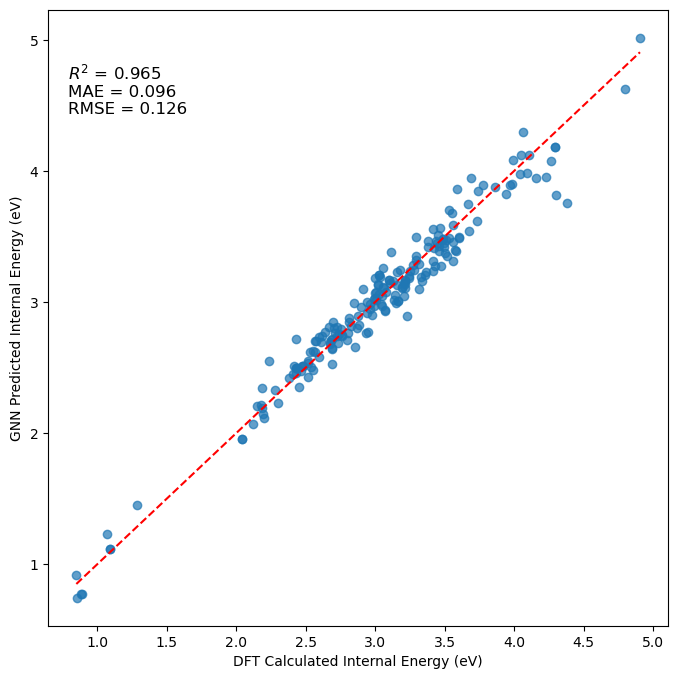 R² = 0.965
MAE = 0.096
RMSE = 0.126
5
4
3
2
1
GNN Predicted Internal Energy (eV)
1.0 1.5 2.0 2.5 3.0 3.5 4.0 4.5 5.0
DFT Calculated Internal Energy (eV)